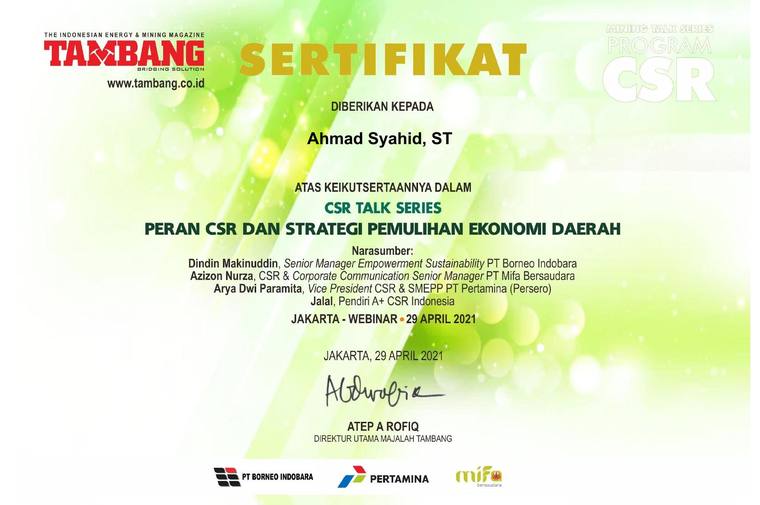 THE INDONESIAN ENERGY & MINING MAGAZINE
TAMBANG
BRIDGING SOLUTION
www.tambang.co.id
SERTIFIKAT
MINING TALK SERIES
PROGRAM
CSR
DIBERIKAN KEPADA
Ahmad Syahid, ST
ATAS KEIKUTSERTAANNYA DALAM
CSR TALK SERIES
PERAN CSR DAN STRATEGI PEMULIHAN EKONOMI DAERAH
Narasumber:
Dindin Makinuddin, Senior Manager Empowerment Sustainability PT Borneo Indobara
Azizon Nurza, CSR & Corporate Communication Senior Manager PT Mifa Bersaudara
Arya Dwi Paramita, Vice President CSR & SMEPP PT Pertamina (Persero)
Jalal, Pendiri A+ CSR Indonesia
JAKARTA - WEBINAR • 29 APRIL 2021
JAKARTA, 29 APRIL 2021
ATEP A ROFIQ
DIREKTUR UTAMA MAJALAH TAMBANG
PT BORNEO INDOBARA
PERTAMINA
mifa
bersaudara